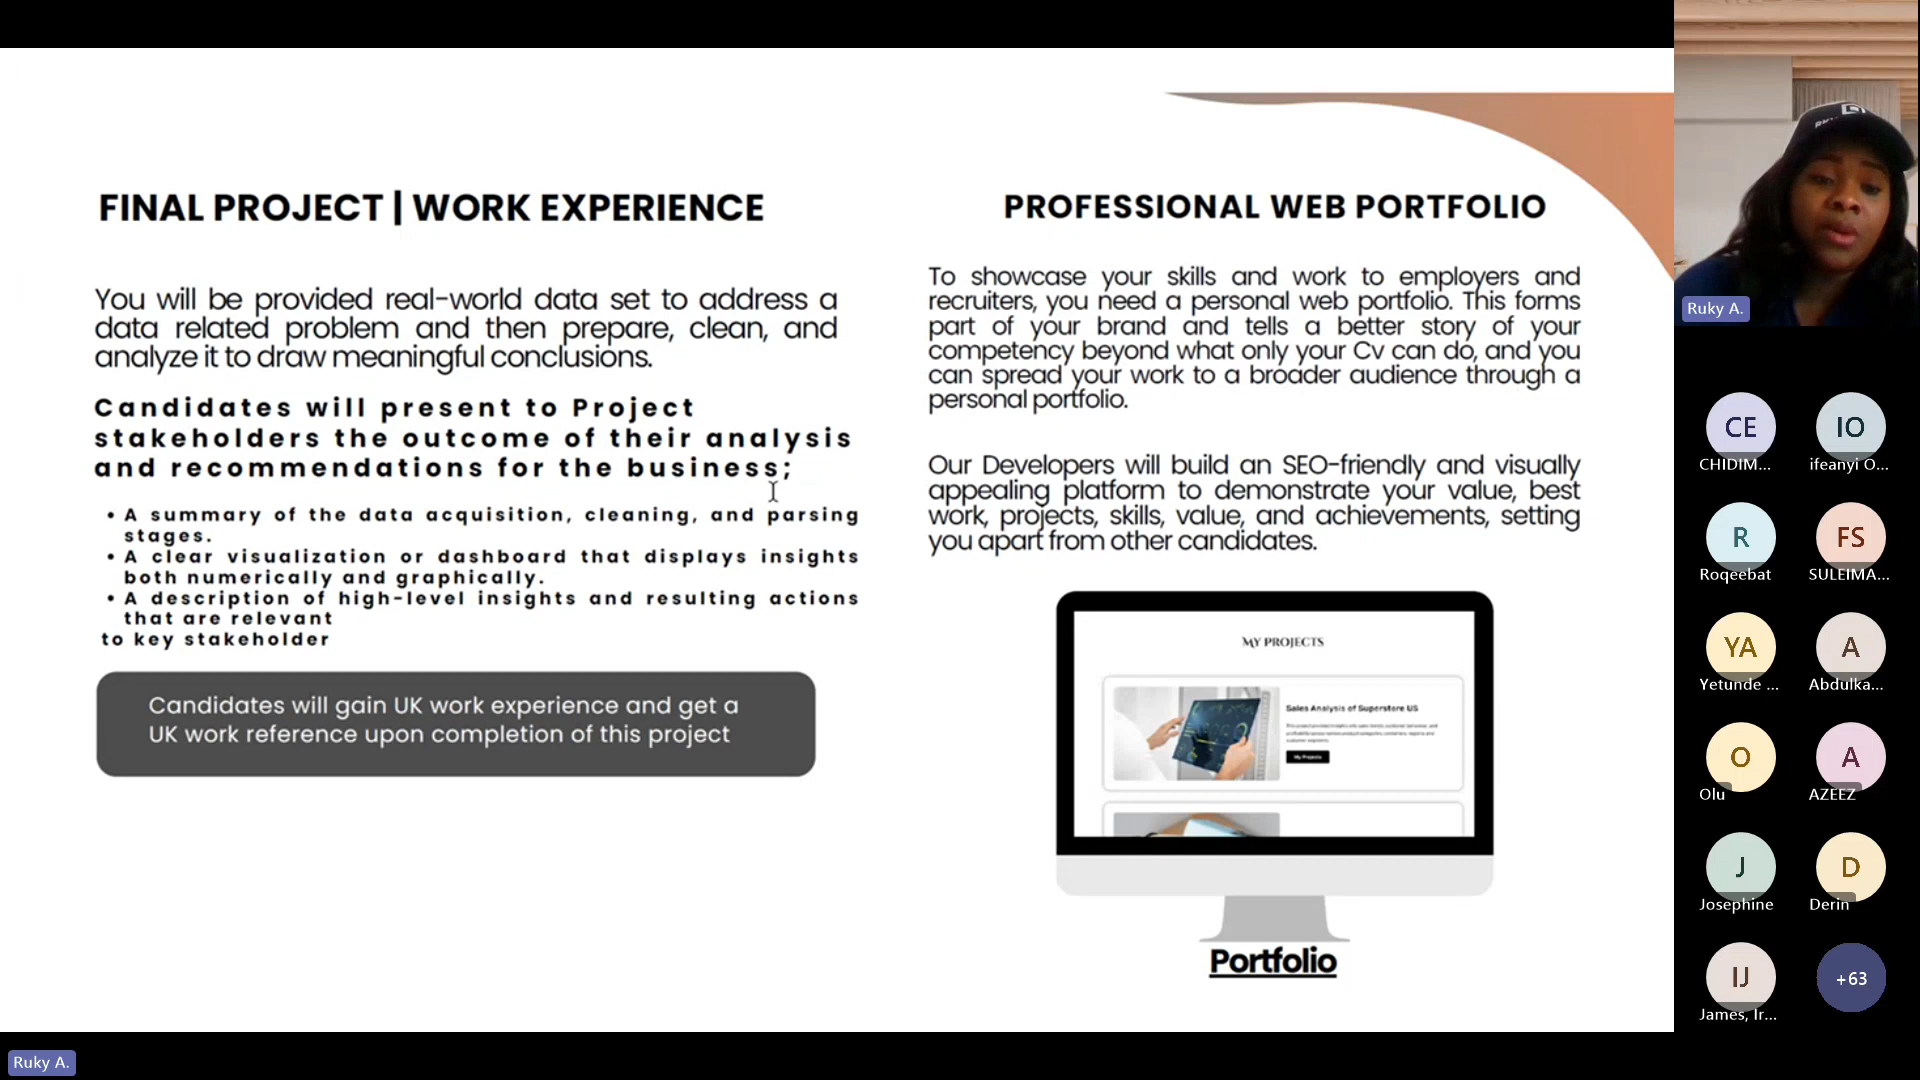 FINAL PROJECT | WORK EXPERIENCE
You will be provided real-world data set to address a
data related problem and then prepare, clean, and
analyze it to draw meaningful conclusions.
Candidates will present to Project
stakeholders the outcome of their analysis
and recommendations for the business;
• A summary of the data acquisition, cleaning, and parsing
stages.
• A clear visualization or dashboard that displays insights
both numerically and graphically.
• A description of high-level insights and resulting actions
that are relevant
to key stakeholder
Candidates will gain UK work experience and get a
UK work reference upon completion of this project
PROFESSIONAL WEB PORTFOLIO
To showcase your skills and work to employers and
recruiters, you need a personal web portfolio. This forms
part of your brand and tells a better story of your
competency beyond what only your Cv can do, and you
can spread your work to a broader audience through a
personal portfolio.
Our Developers will build an SEO-friendly and visually
appealing platform to demonstrate your value, best
work, projects, skills, value, and achievements, setting
you apart from other candidates.
MY PROJECTS
Sales Analysis of Superstore US
My Projects
Portfolio
Ruky A.
CE
CHIDIM...
IO
ifeanyi O...
R
Roqeebat
FS
SULEIMA...
YA
Yetunde ...
A
Abdulka...
O
Olu
A
AZEEZ
J
Josephine
D
Derin
IJ
James, Ir...
+63
Ruky A.